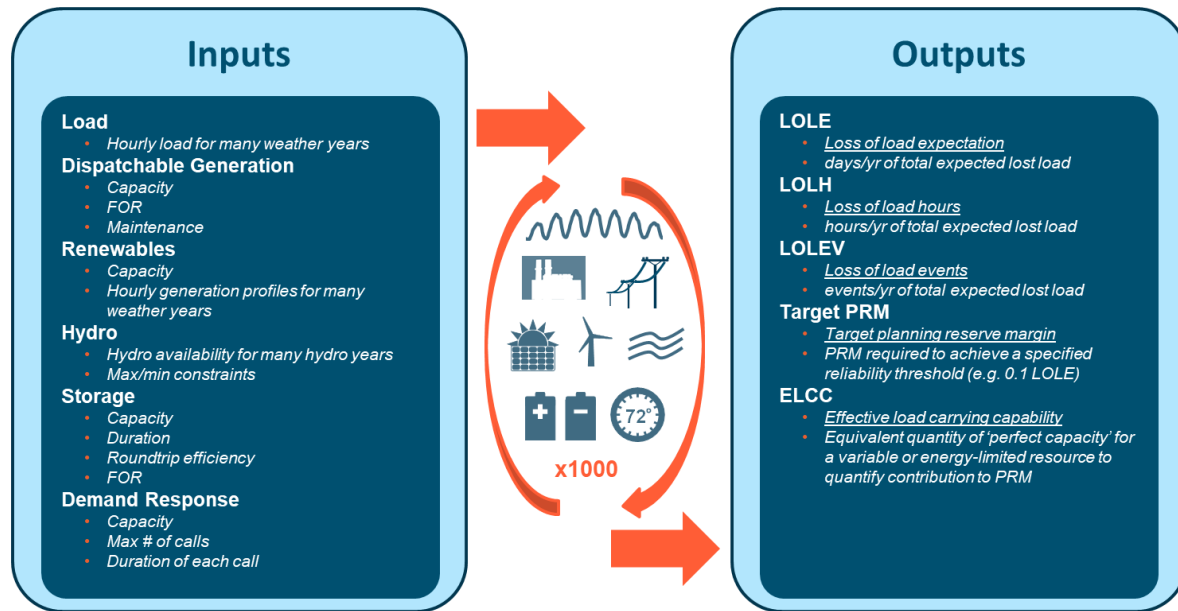 Inputs
Load
• Hourly load for many weather years
Dispatchable Generation
• Capacity
• FOR
• Maintenance
Renewables
• Capacity
• Hourly generation profiles for many
weather years
Hydro
• Hydro availability for many hydro years
• Max/min constraints
Storage
• Capacity
• Duration
• Roundtrip efficiency
• FOR
Demand Response
• Capacity
• Max # of calls
• Duration of each call
72°
x1000
Outputs
LOLE
• Loss of load expectation
• days/yr of total expected lost load
LOLH
• Loss of load hours
• hours/yr of total expected lost load
LOLEV
• Loss of load events
• events/yr of total expected lost load
Target PRM
• Target planning reserve margin
• PRM required to achieve a specified
reliability threshold (e.g. 0.1 LOLE)
ELCC
• Effective load carrying capability
• Equivalent quantity of ‘perfect capacity’ for
a variable or energy-limited resource to
quantify contribution to PRM